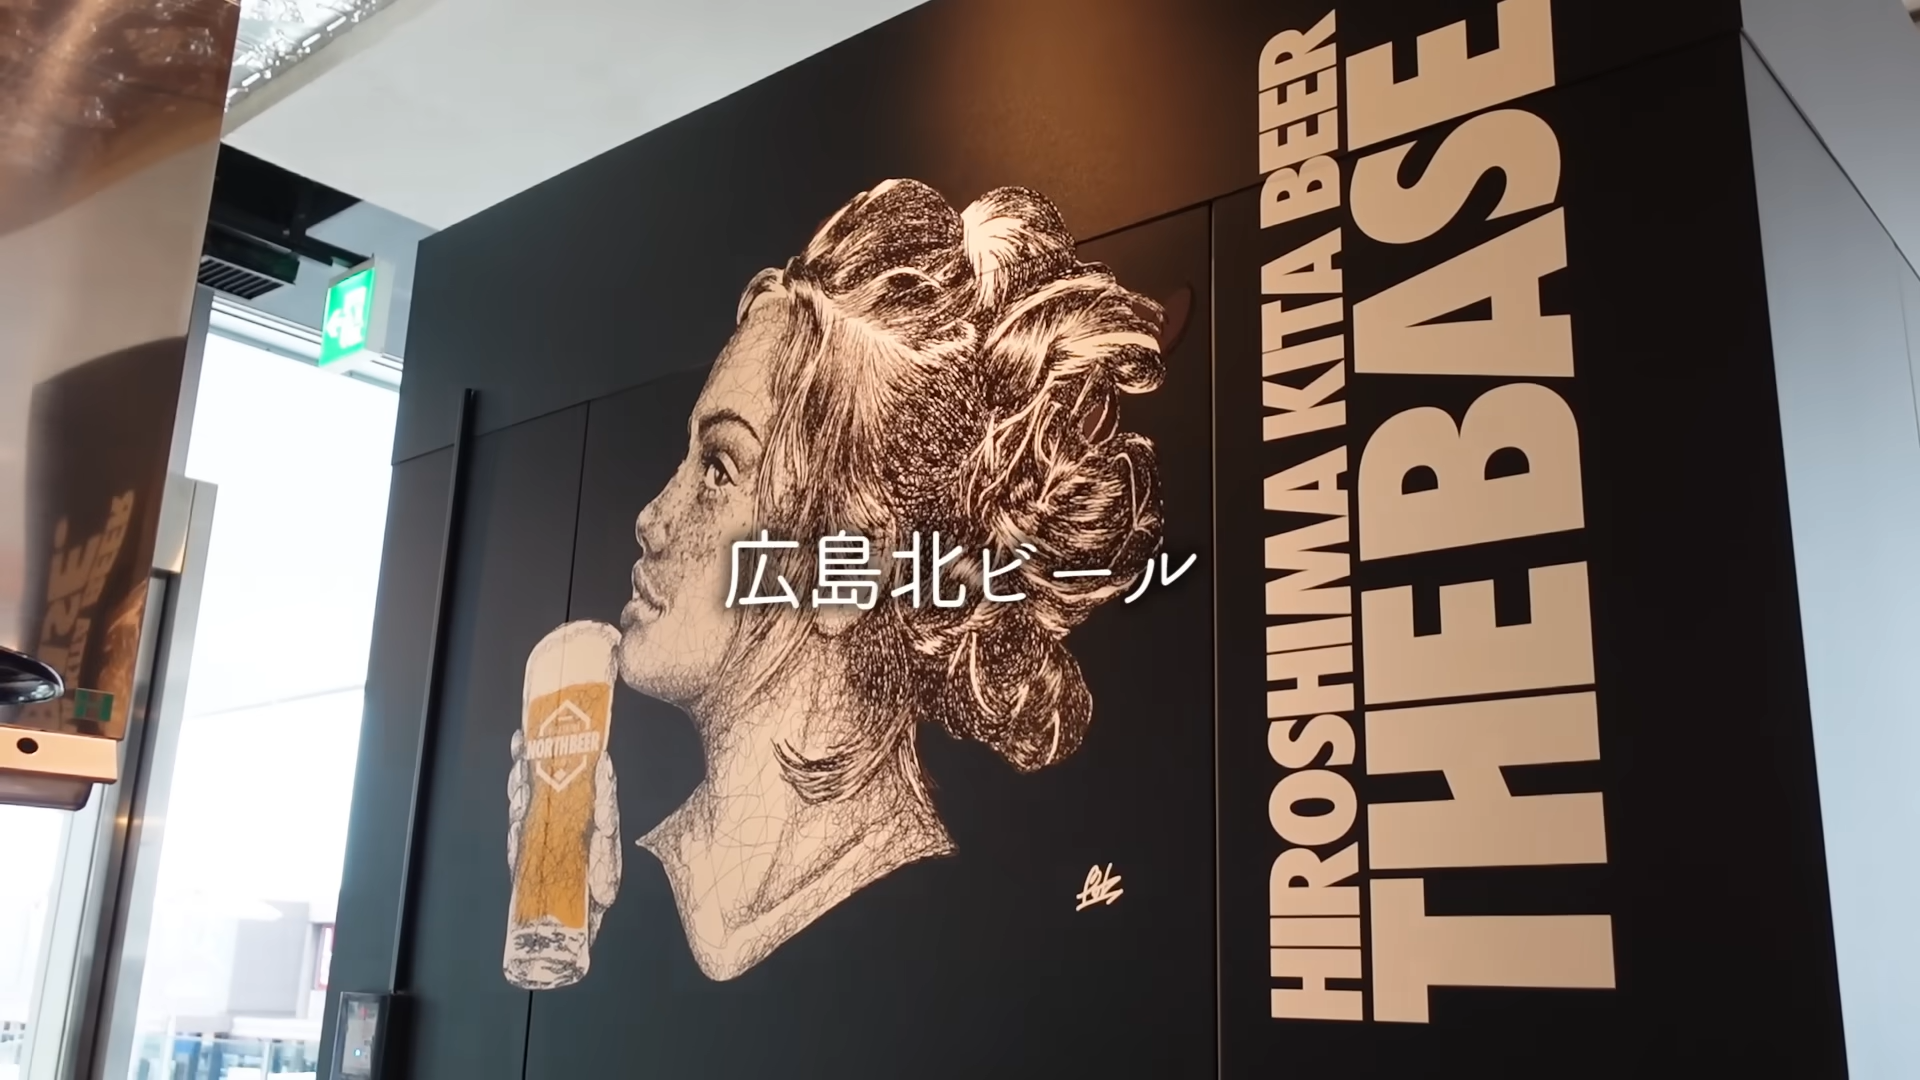 HIROSHIMA KITA BEER
THE BASE
広島北ビール
NORTHBEER